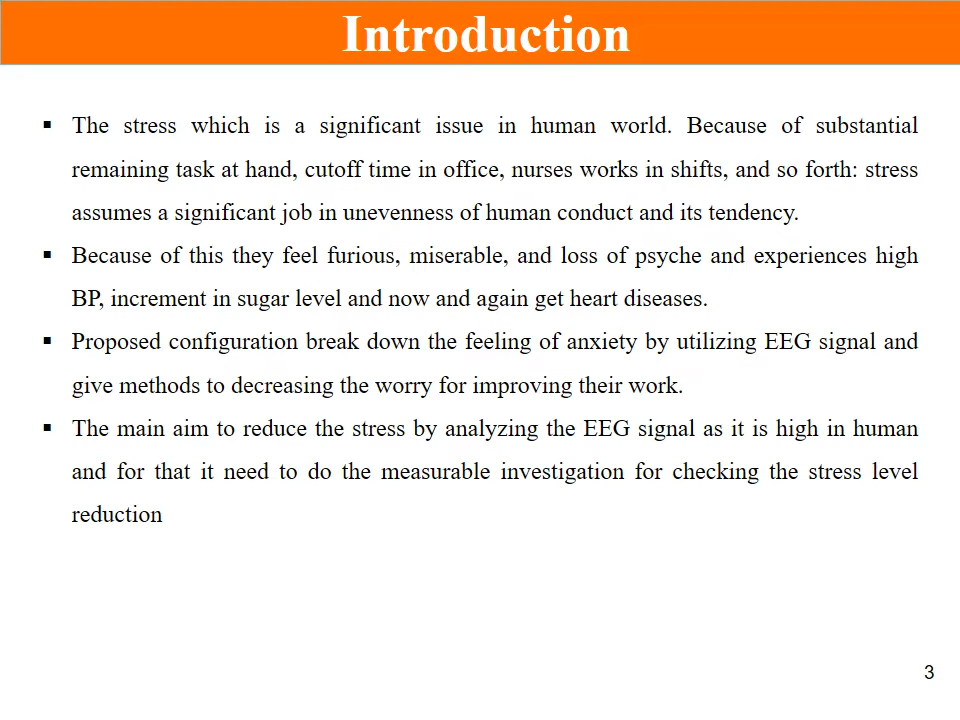 Introduction
▪ The stress which is a significant issue in human world. Because of substantial
remaining task at hand, cutoff time in office, nurses works in shifts, and so forth: stress
assumes a significant job in unevenness of human conduct and its tendency.
▪ Because of this they feel furious, miserable, and loss of psyche and experiences high
BP, increment in sugar level and now and again get heart diseases.
▪ Proposed configuration break down the feeling of anxiety by utilizing EEG signal and
give methods to decreasing the worry for improving their work.
▪ The main aim to reduce the stress by analyzing the EEG signal as it is high in human
and for that it need to do the measurable investigation for checking the stress level
reduction
3